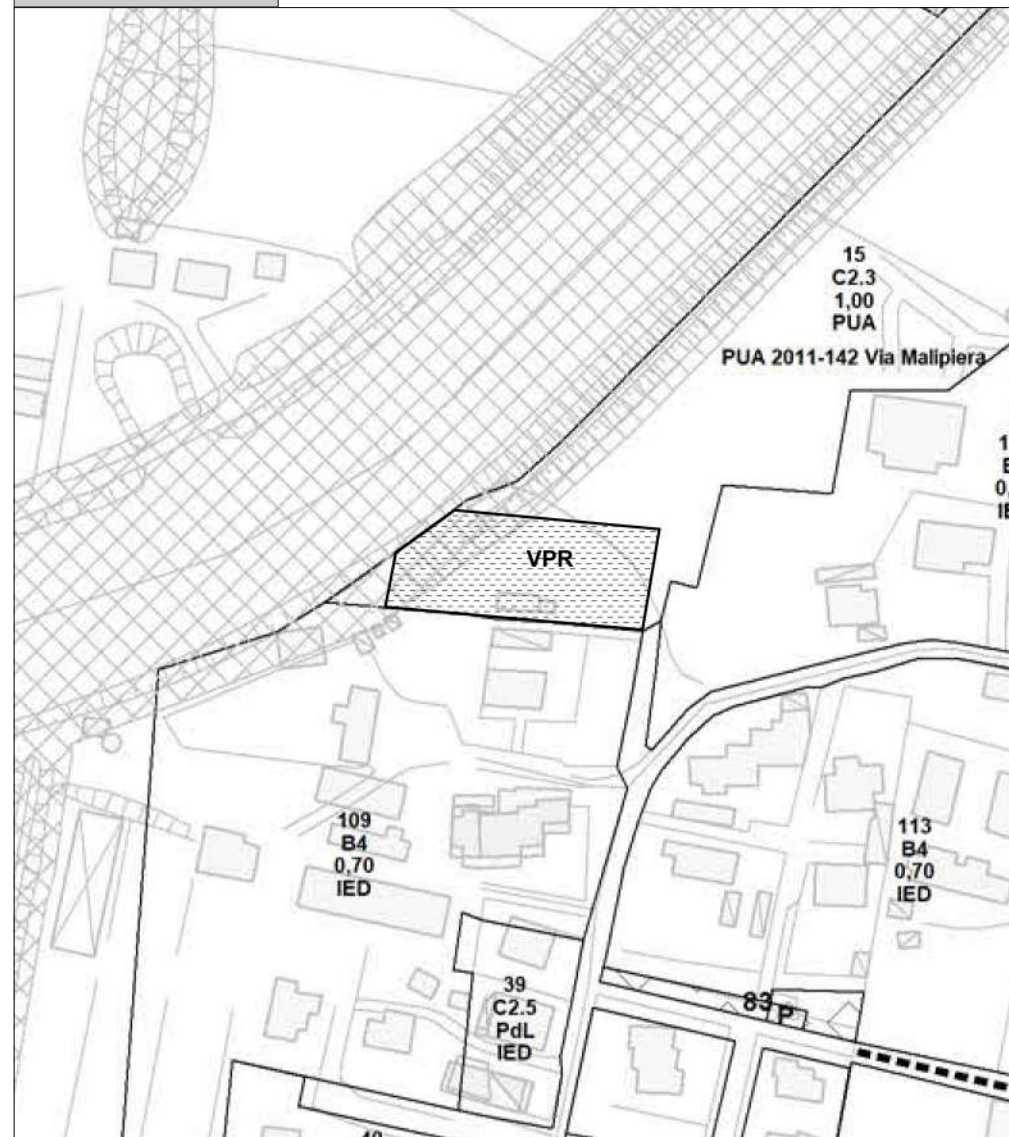 15
C2.3
1,00
PUA
PUA 2011-142 Via Malipiera
VPR
109
B4
0,70
IED
113
B4
0,70
IED
39
C2.5
PdL
IED
83 P